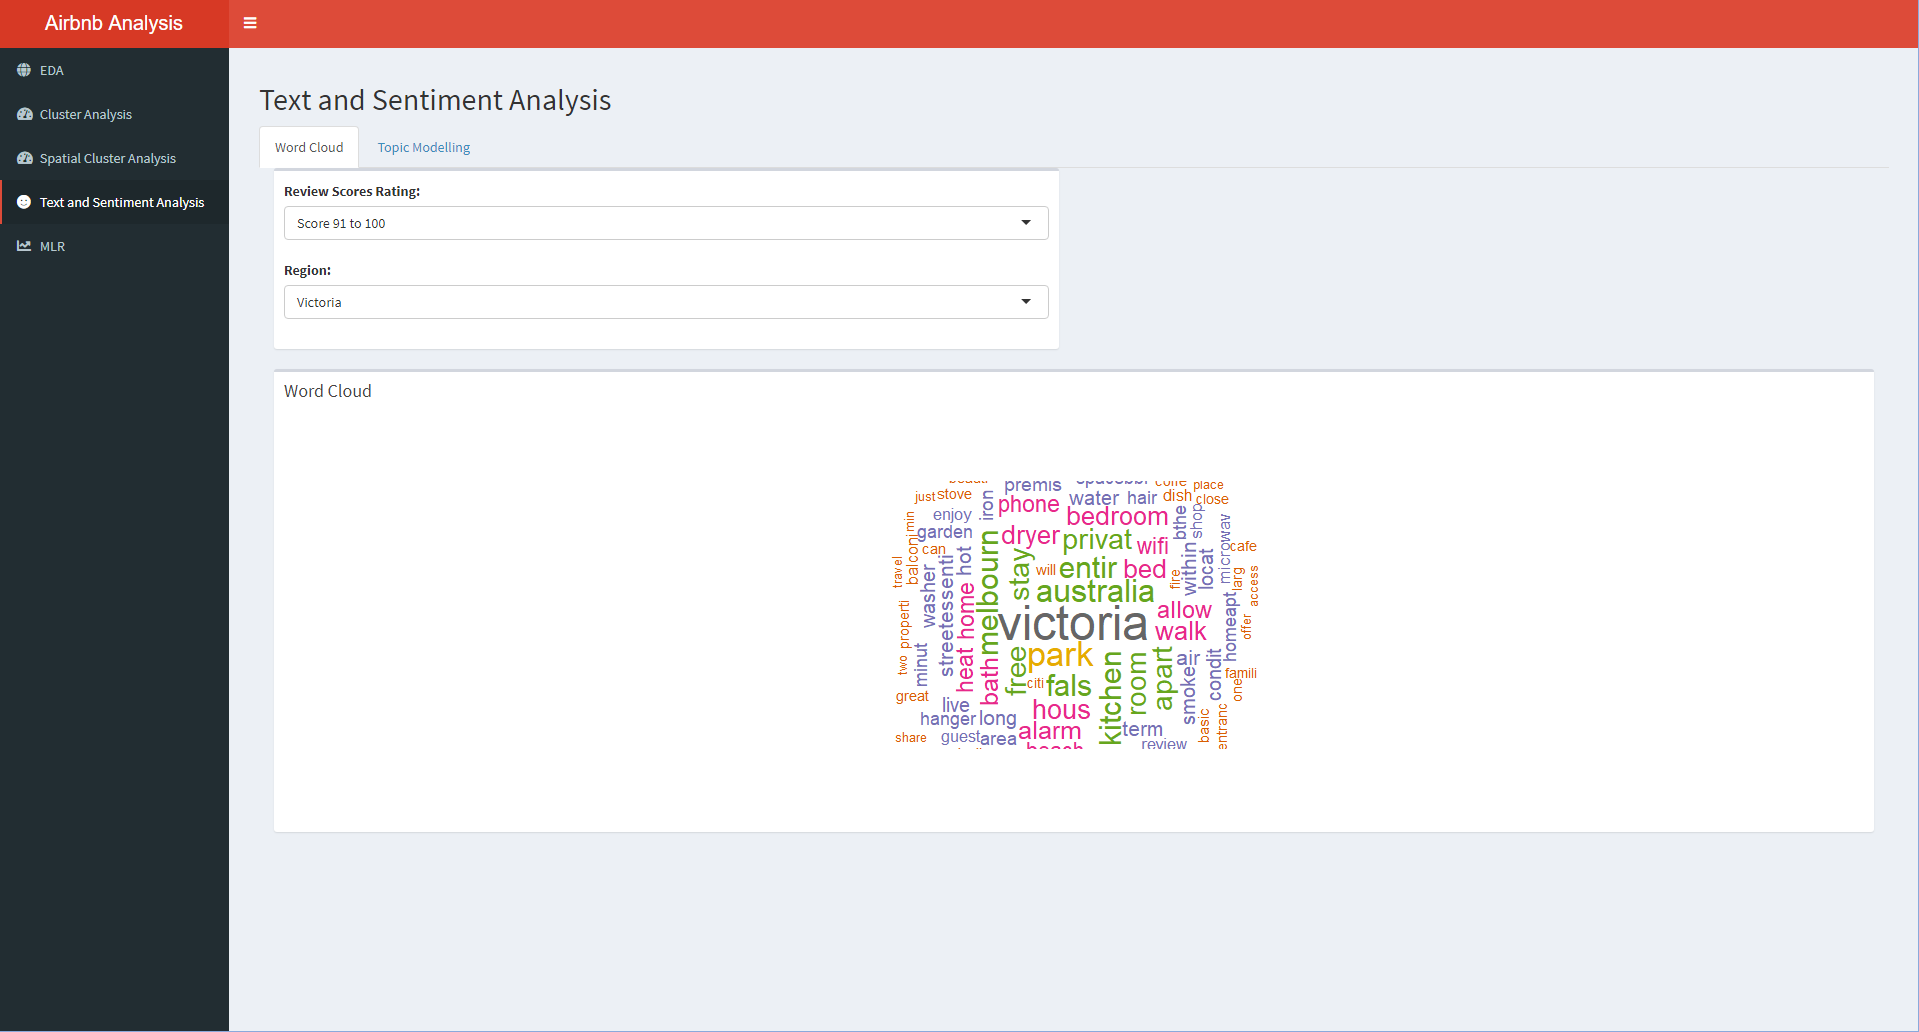 Airbnb Analysis
EDA
Cluster Analysis
Spatial Cluster Analysis
Text and Sentiment Analysis
MLR
Text and Sentiment Analysis
Word Cloud
Topic Modelling
Review Scores Rating:
Score 91 to 100
Region:
Victoria
Word Cloud
premis
place
just
stove
iron
phone
water
hair
dish
close
enjoy
min
garden
bedroom
bthe
shop
dryer
privat
wifi
microwav
cafe
can
balconi
hot
melbourn
stay
will
entir
bed
fire
within
locat
larg
travel
washer
streetessenti
australia
access
home
victoria
allow
walk
homeapt
offer
properti
two
minut
heat
bath
free
park
citi
fals
kitchen
room
apart
air
smoke
condit
famili
one
great
live
hous
hanger
long
alarm
term
basic
entranc
share
guest
area
beach
review